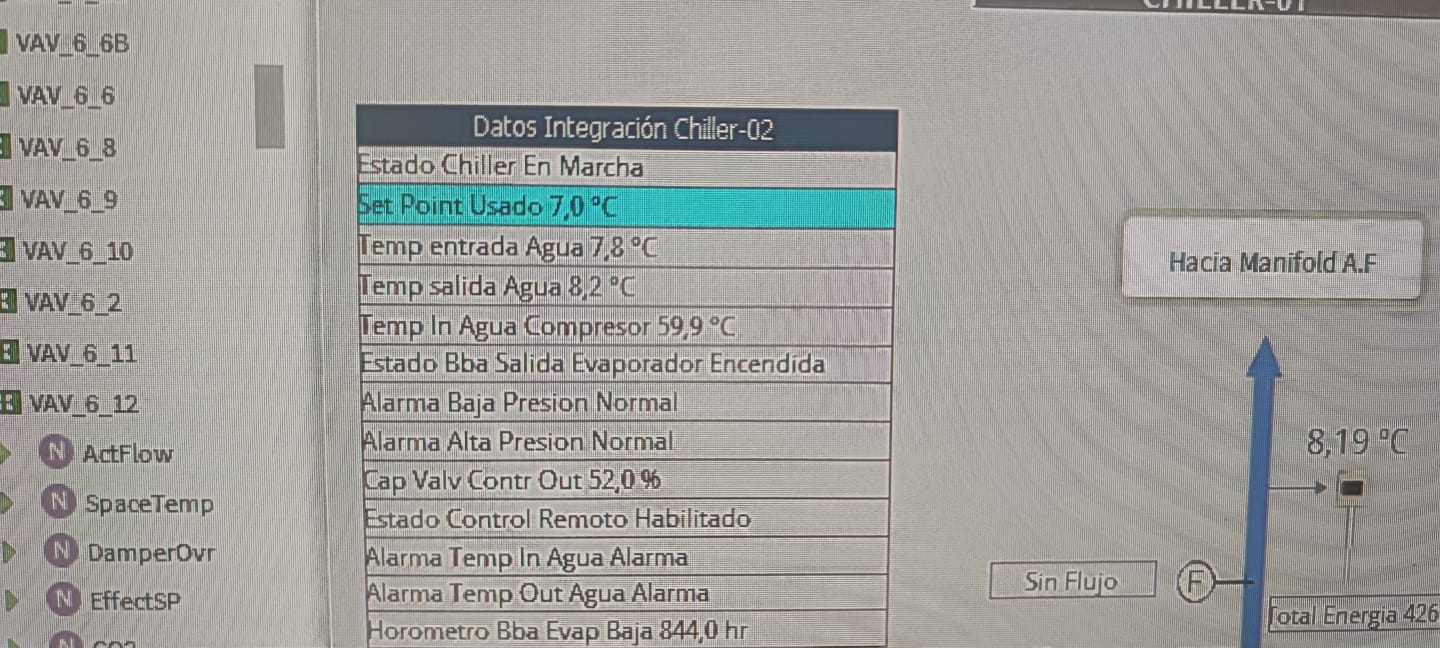 CHILLER-01
VAV_6_6B
VAV_6_6
VAV_6_8
VAV_6_9
VAV_6_10
VAV_6_2
VAV_6_11
VAV_6_12
N ActFlow
N SpaceTemp
N DamperOvr
N EffectSP
N
Datos Integración Chiller-02
Estado Chiller En Marcha
Set Point Usado 7,0 °C
Temp entrada Agua 7,8 °C
Temp salida Agua 8,2 °C
Temp In Agua Compresor 59,9 °C
Estado Bba Salida Evaporador Encendida
Alarma Baja Presion Normal
Alarma Alta Presion Normal
Cap Valv Contr Out 52,0 %
Estado Control Remoto Habilitado
Alarma Temp In Agua Alarma
Alarma Temp Out Agua Alarma
Horometro Bba Evap Baja 844,0 hr
Hacia Manifold A.F
8,19 °C
Sin Flujo
F
Total Energia 426